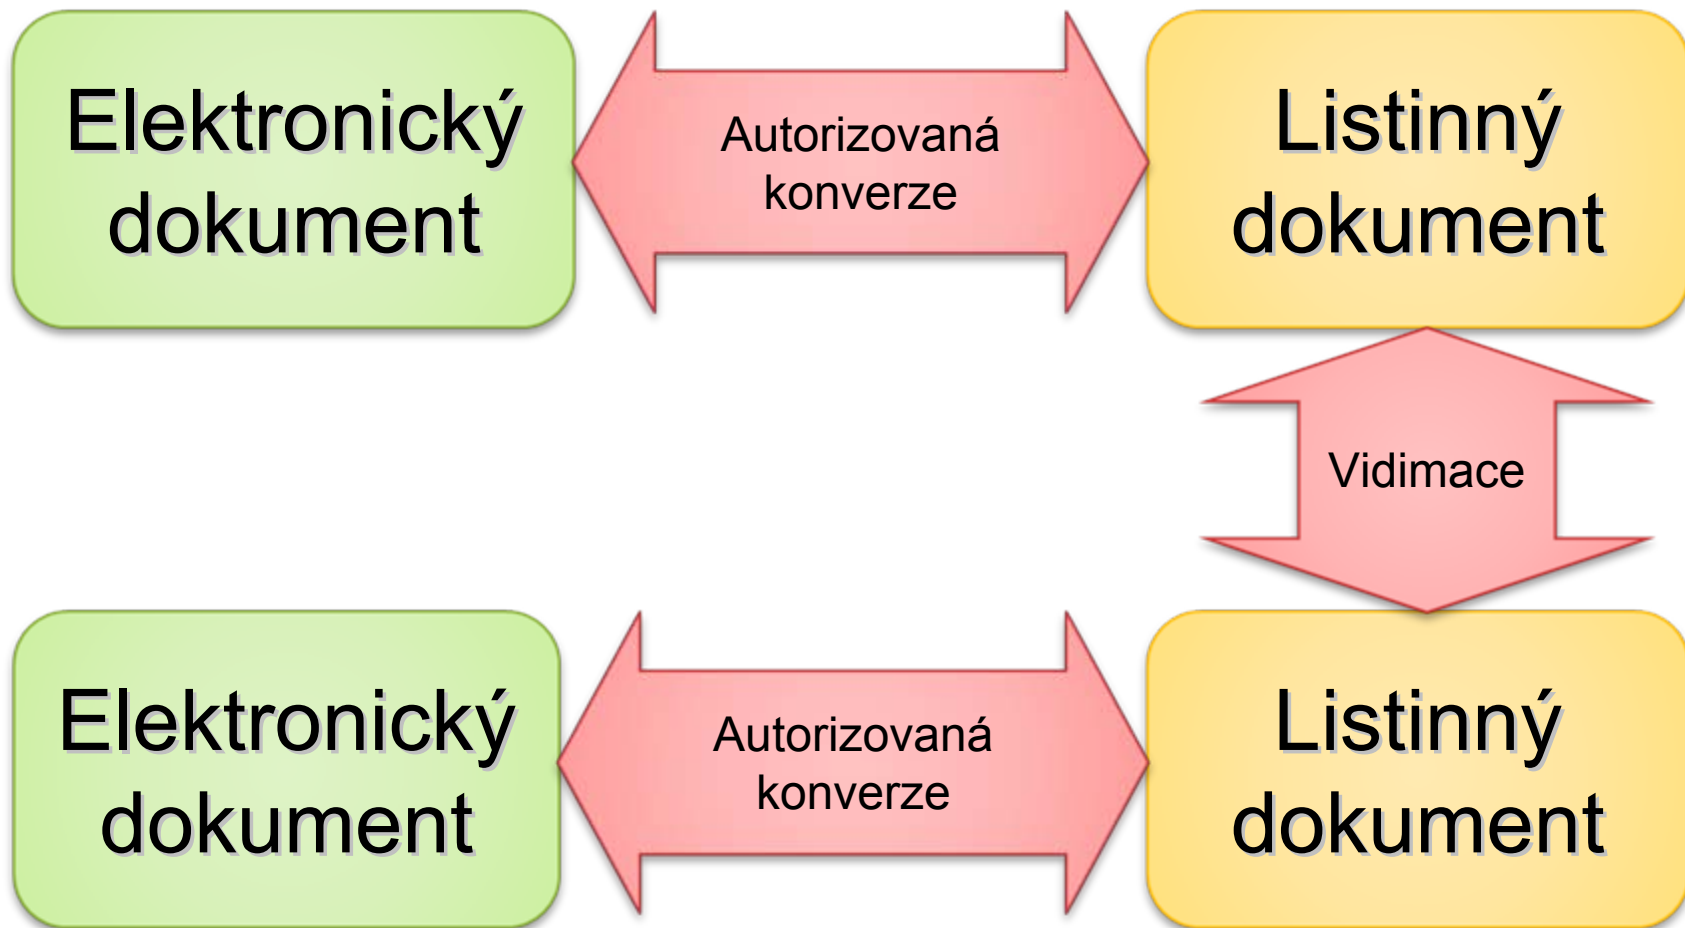 Elektronický
dokument
Autorizovaná
konverze
Listinný
dokument
Vidimace
Elektronický
dokument
Autorizovaná
konverze
Listinný
dokument